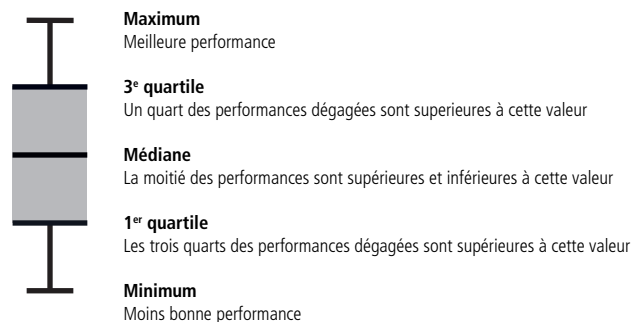 Maximum
Meilleure performance
3e quartile
Un quart des performances dégagées sont superieures à cette valeur
Médiane
La moitié des performances sont supérieures et inférieures à cette valeur
1er quartile
Les trois quarts des performances dégagées sont supérieures à cette valeur
Minimum
Moins bonne performance